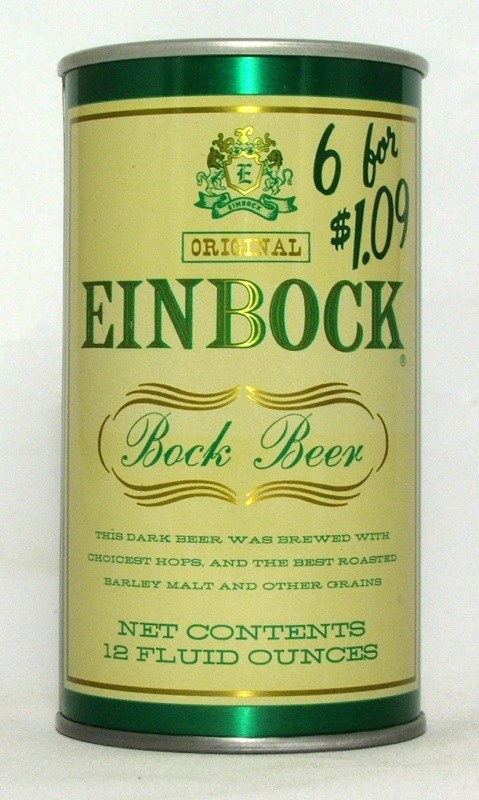 6 for
$1.09
E
EINBOCK
ORIGINAL
EINBOCK®
Bock Beer
THIS DARK BEER WAS BREWED WITH
CHOICEST HOPS, AND THE BEST ROASTED
BARLEY MALT AND OTHER GRAINS
NET CONTENTS
12 FLUID OUNCES